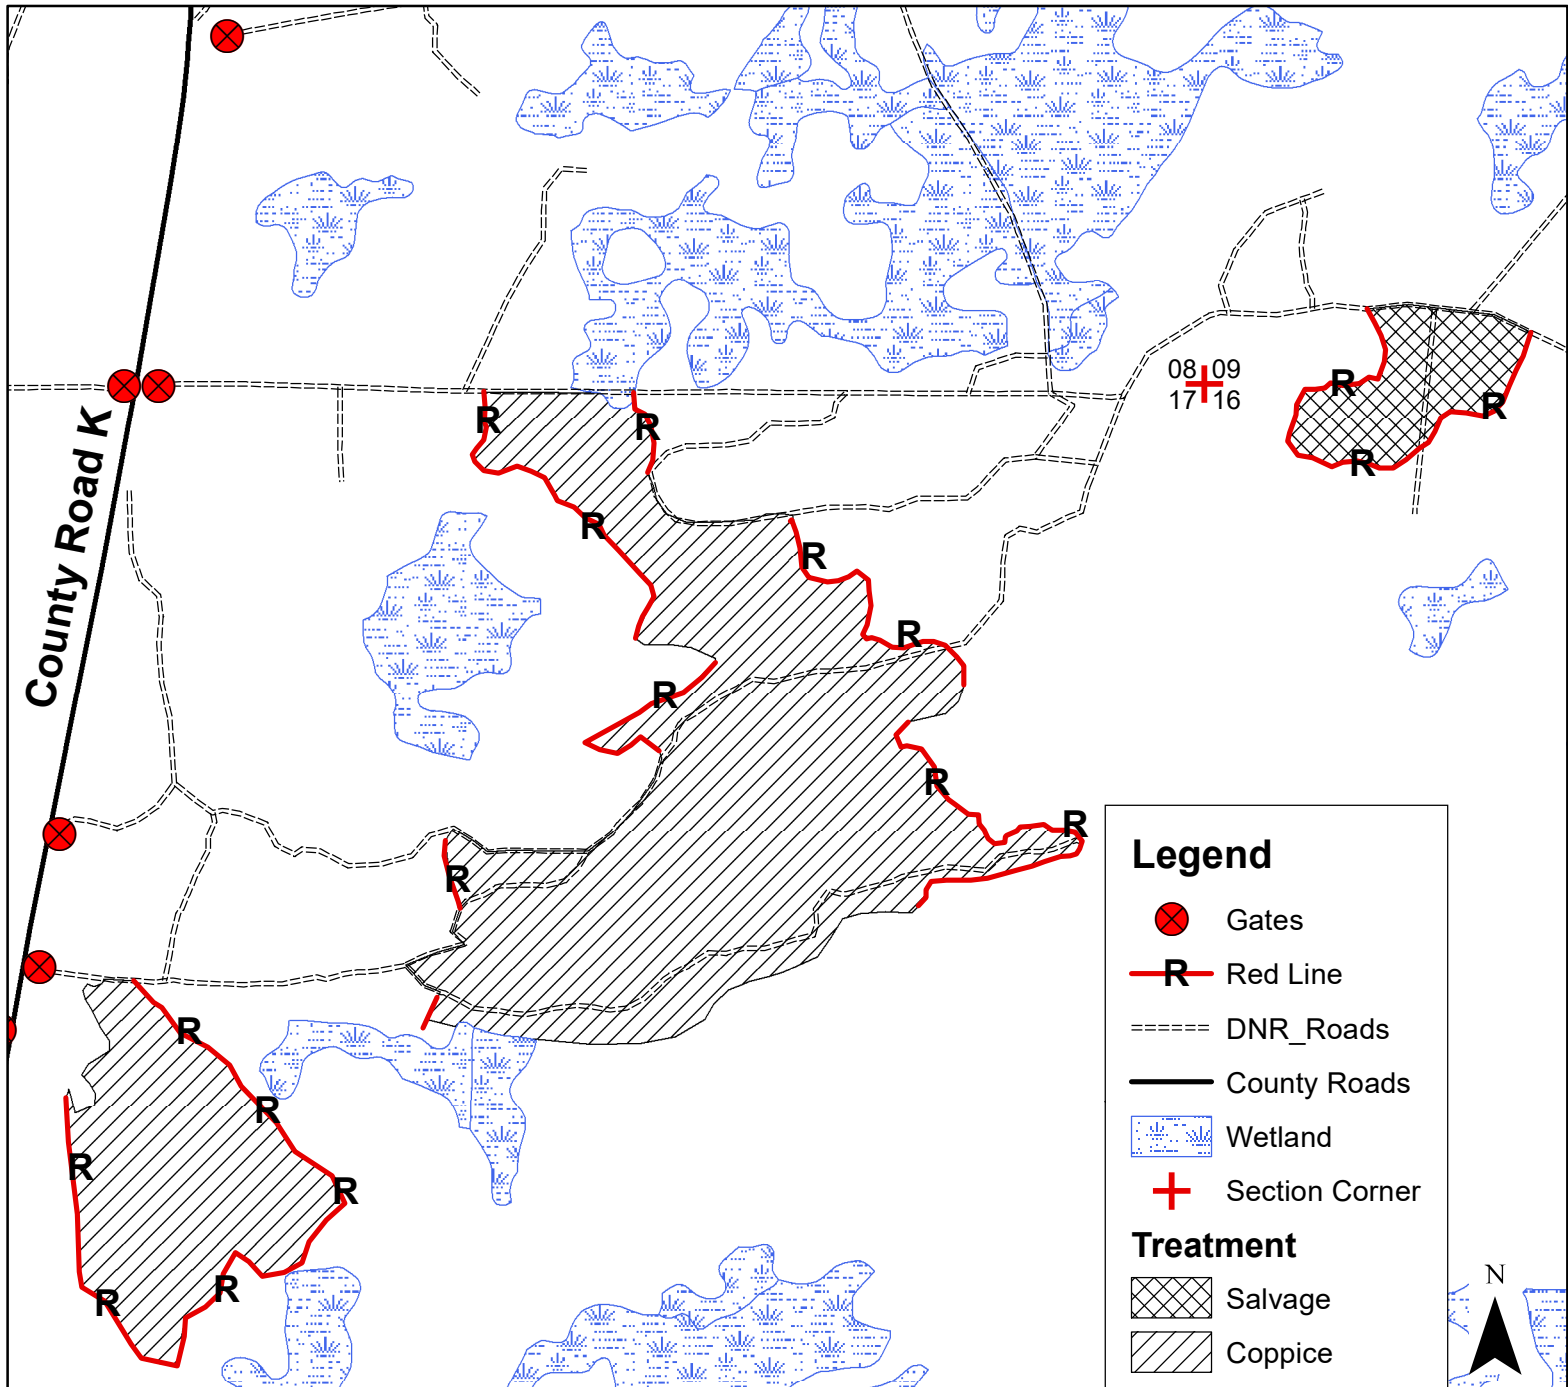 08 09
17 16
R
R
R
R
R
R
County Road K
R
R
R
R
R
R
R
R
R
R
R
R
R
Legend
Gates
R Red Line
DNR_Roads
County Roads
Wetland
Section Corner
Treatment
Salvage
Coppice
N